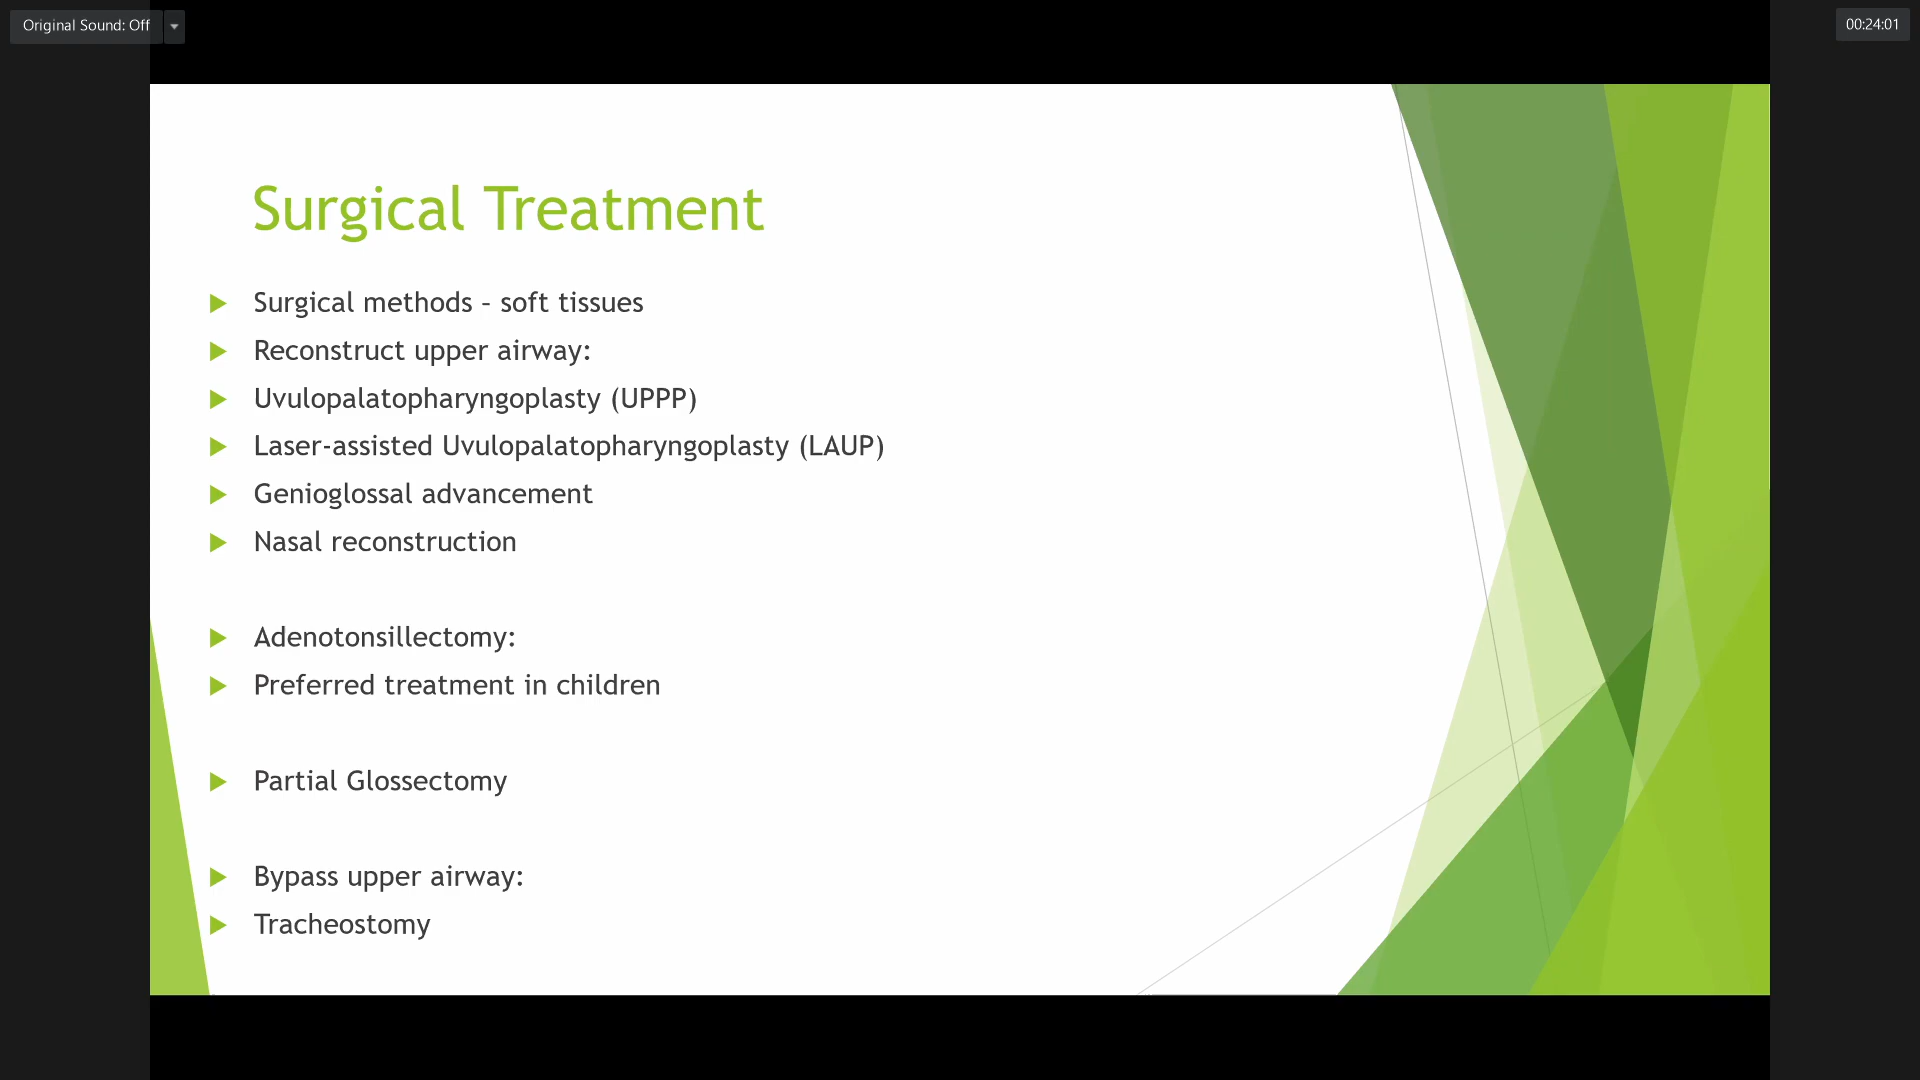 Original Sound: Off
00:24:01
Surgical Treatment
Surgical methods – soft tissues
Reconstruct upper airway:
Uvulopalatopharyngoplasty (UPPP)
Laser-assisted Uvulopalatopharyngoplasty (LAUP)
Genioglossal advancement
Nasal reconstruction
Adenotonsillectomy:
Preferred treatment in children
Partial Glossectomy
Bypass upper airway:
Tracheostomy